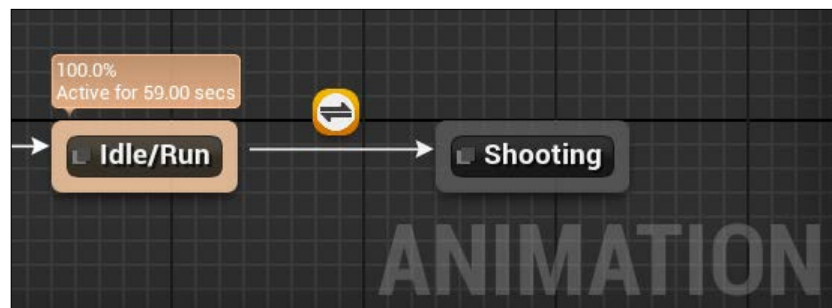 100.0%
Active for 59.00 secs
Idle/Run
Shooting
ANIMATION